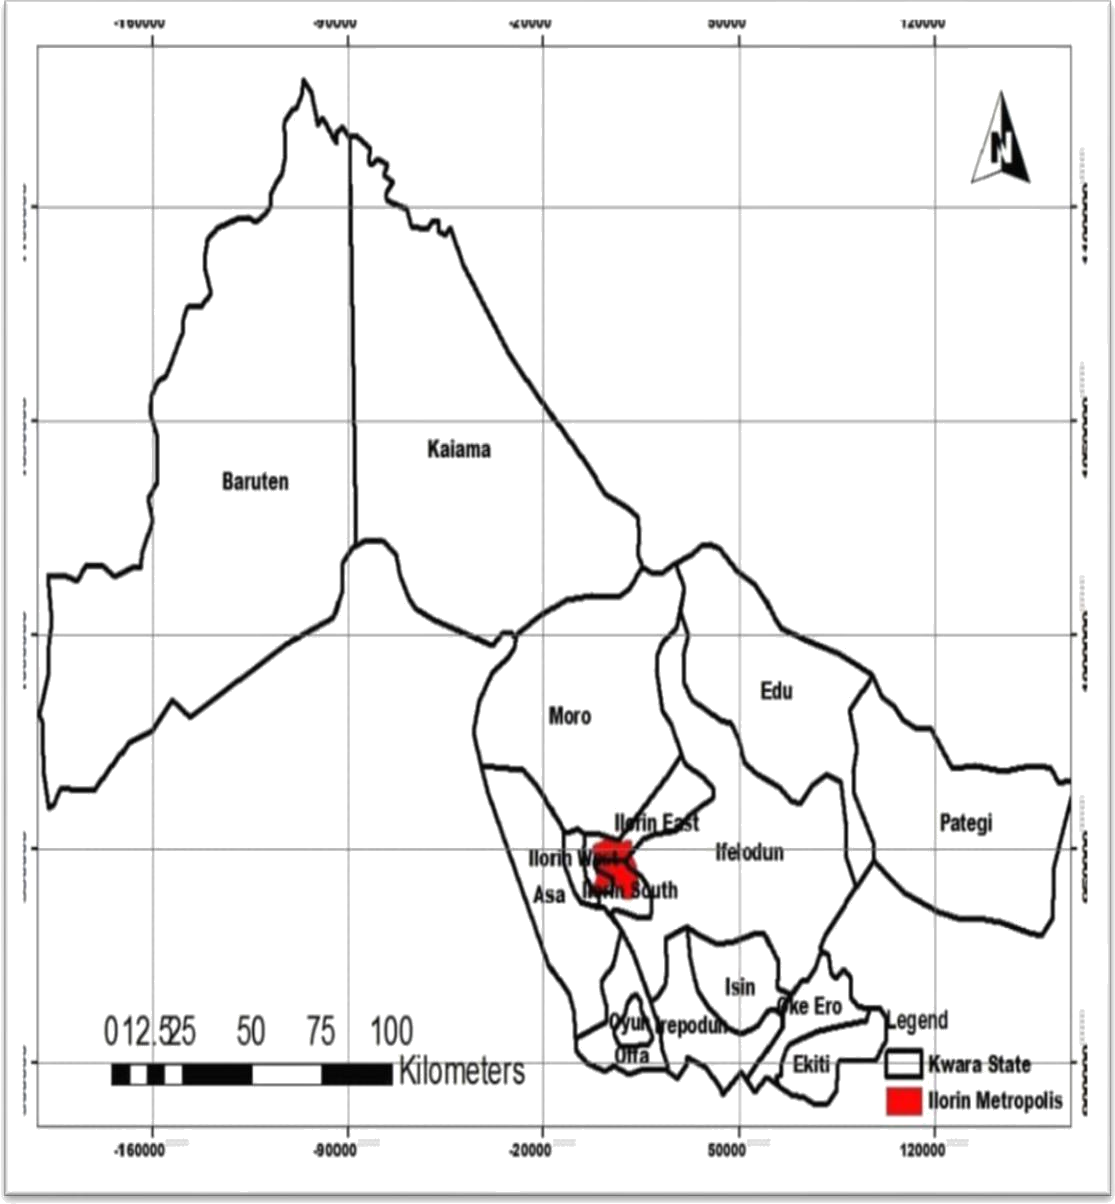 -160000 -90000 -20000 50000 120000
N
Kaiama
Baruten
Edu
Moro
Pategi
Ilorin East
Ifelodun
Ilorin West
Ilorin South
Asa
Isin
Oke Ero
Oyun
Irepodun
Offa
Ekiti
0 12.5 25 50 75 100
Kilometers
Legend
Kwara State
Ilorin Metropolis
-160000 -90000 -20000 50000 120000